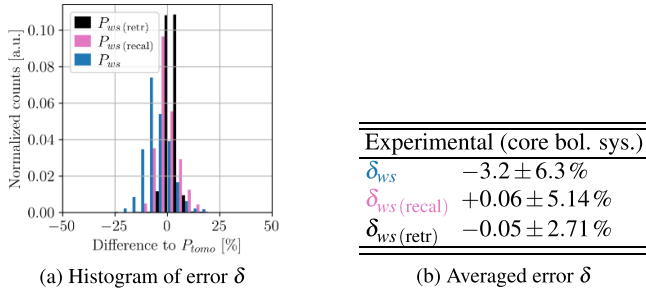 Normalized counts [a.u.]
0.10
0.08
0.06
0.04
0.02
0.00
P_ws (retr)
P_ws (recal)
P_ws
−50 −25 0 25 50
Difference to P_tomo [%]
(a) Histogram of error δ
Experimental (core bol. sys.)
δ_ws −3.2 ± 6.3 %
δ_ws (recal) +0.06 ± 5.14 %
δ_ws (retr) −0.05 ± 2.71 %
(b) Averaged error δ